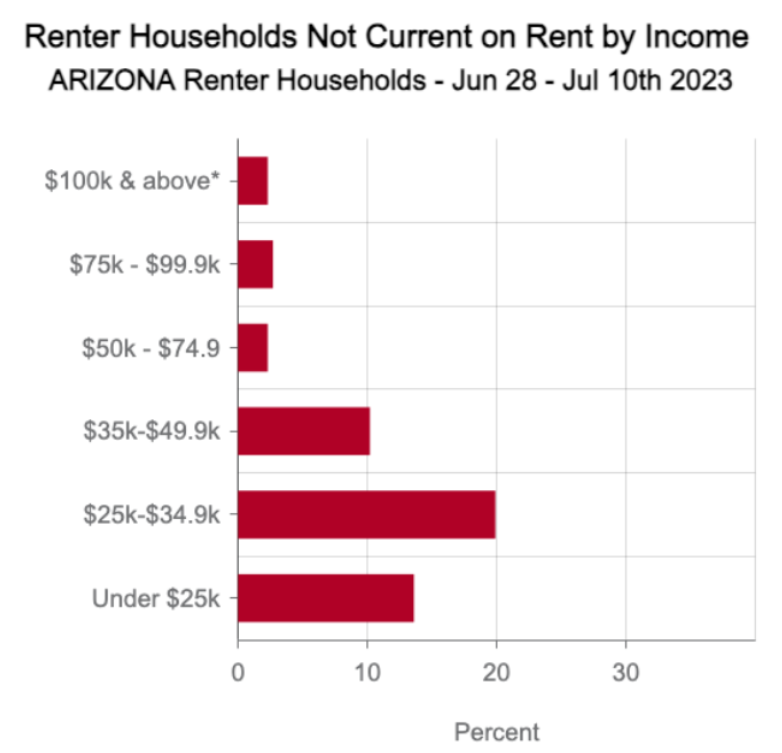 Renter Households Not Current on Rent by Income
ARIZONA Renter Households - Jun 28 - Jul 10th 2023
$100k & above*
$75k - $99.9k
$50k - $74.9
$35k-$49.9k
$25k-$34.9k
Under $25k
0 10 20 30
Percent